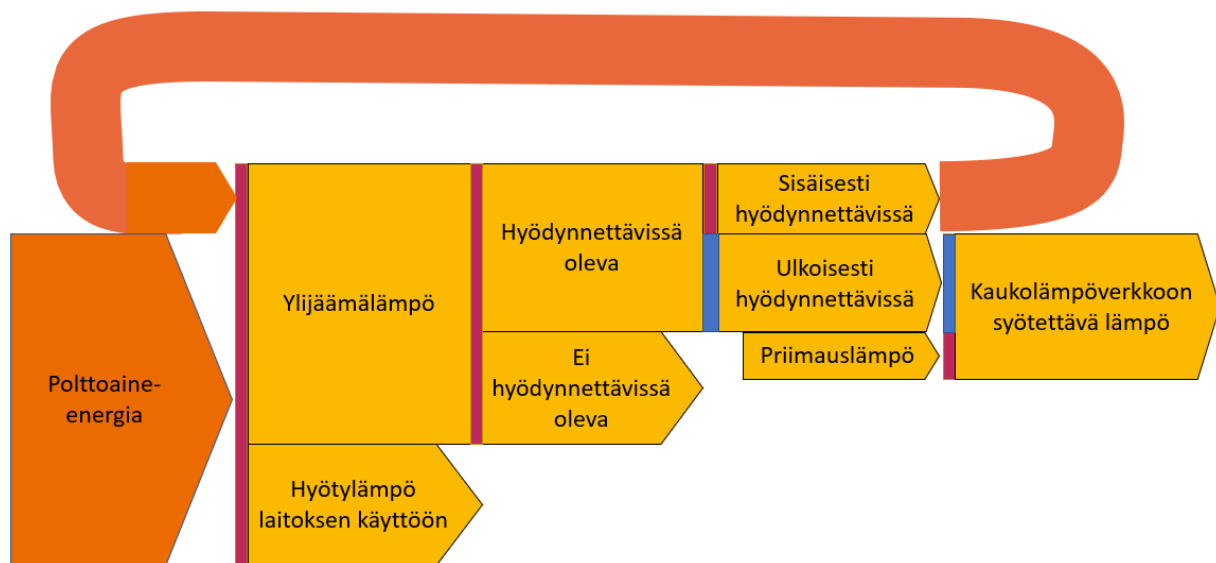 Polttoaine-
energia
Ylijäämälämpö
Hyötylämpö
laitoksen käyttöön
Hyödynnettävissä
oleva
Ei
hyödynnettävissä
oleva
Sisäisesti
hyödynnettävissä
Ulkoisesti
hyödynnettävissä
Priimauslämpö
Kaukolämpöverkkoon
syötettävä lämpö